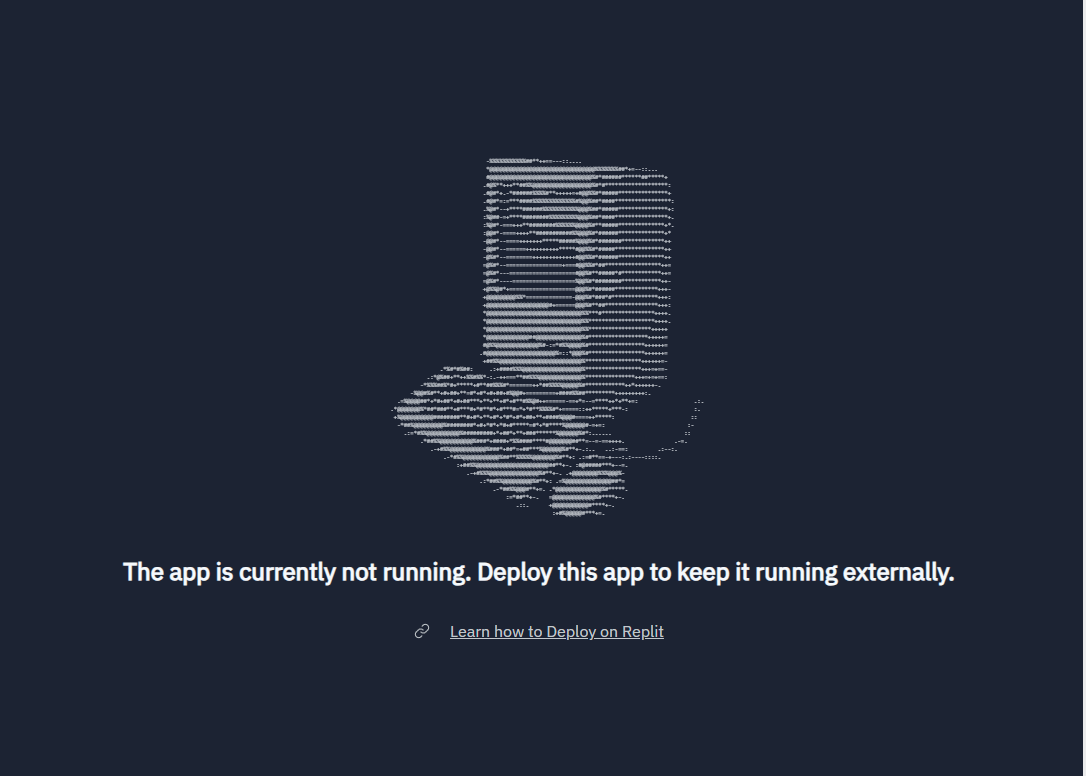 The app is currently not running. Deploy this app to keep it running externally.
Learn how to Deploy on Replit